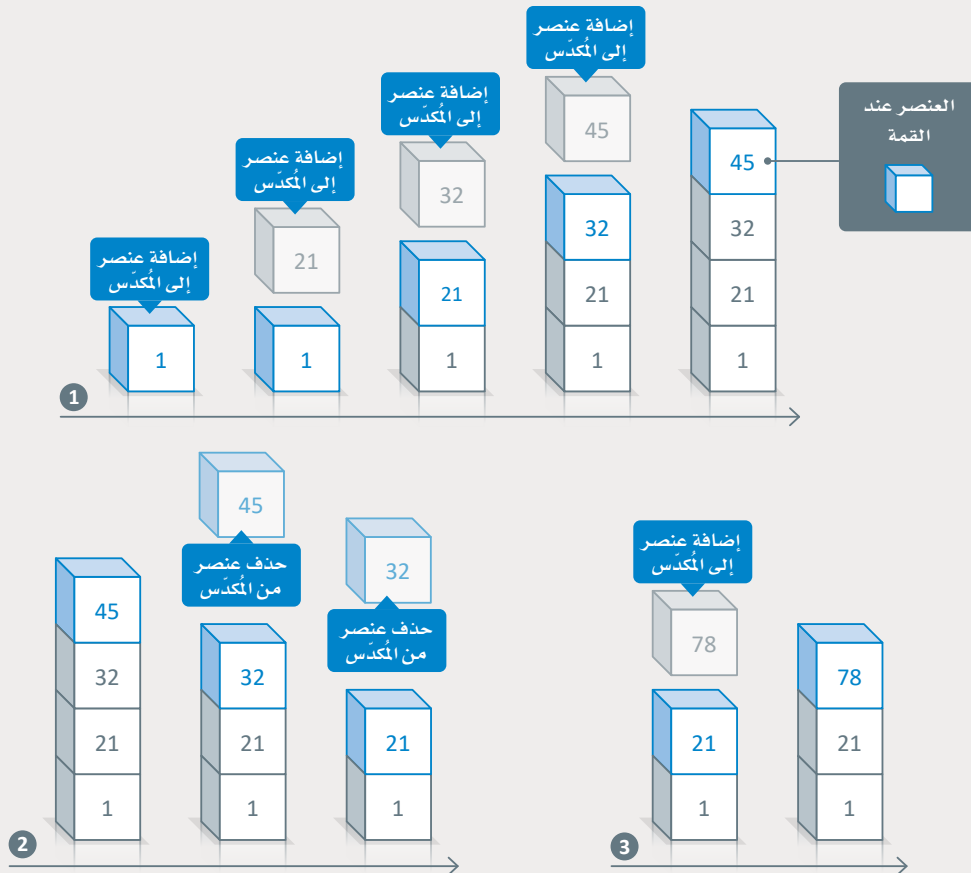 إضافة عنصر
إلى المُكدّس
إضافة عنصر
إلى المُكدّس
إضافة عنصر
إلى المُكدّس
إضافة عنصر
إلى المُكدّس
العنصر عند
القمة
1
21
1
32
21
1
45
32
21
1
45
32
21
1
1
45
32
21
1
45
حذف عنصر
من المُكدّس
32
21
1
32
حذف عنصر
من المُكدّس
21
1
2
إضافة عنصر
إلى المُكدّس
78
21
1
78
21
1
3